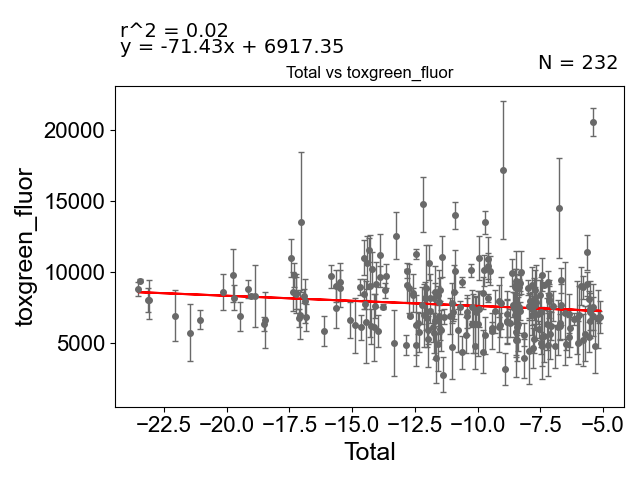 r^2 = 0.02
y = -71.43x + 6917.35
N = 232
Total vs toxgreen_fluor
toxgreen_fluor
20000
15000
10000
5000
−22.5 −20.0 −17.5 −15.0 −12.5 −10.0 −7.5 −5.0
Total